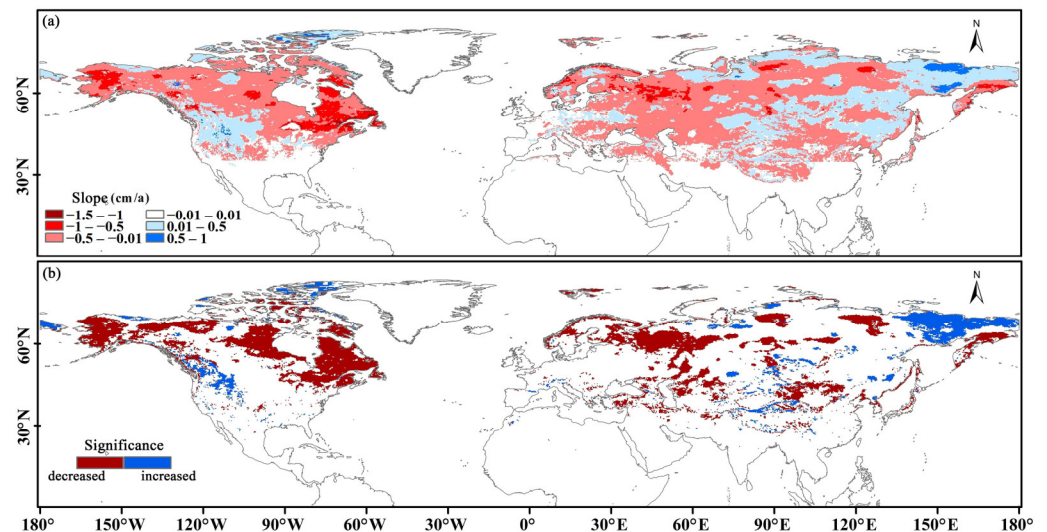 (a)
N
60°N
30°N
Slope (cm/a)
−1.5 – −1
−0.01 – 0.01
−1 – −0.5
0.01 – 0.5
−0.5 – −0.01
0.5 – 1
(b)
N
60°N
30°N
Significance
decreased increased
180° 150°W 120°W 90°W 60°W 30°W 0° 30°E 60°E 90°E 120°E 150°E 180°